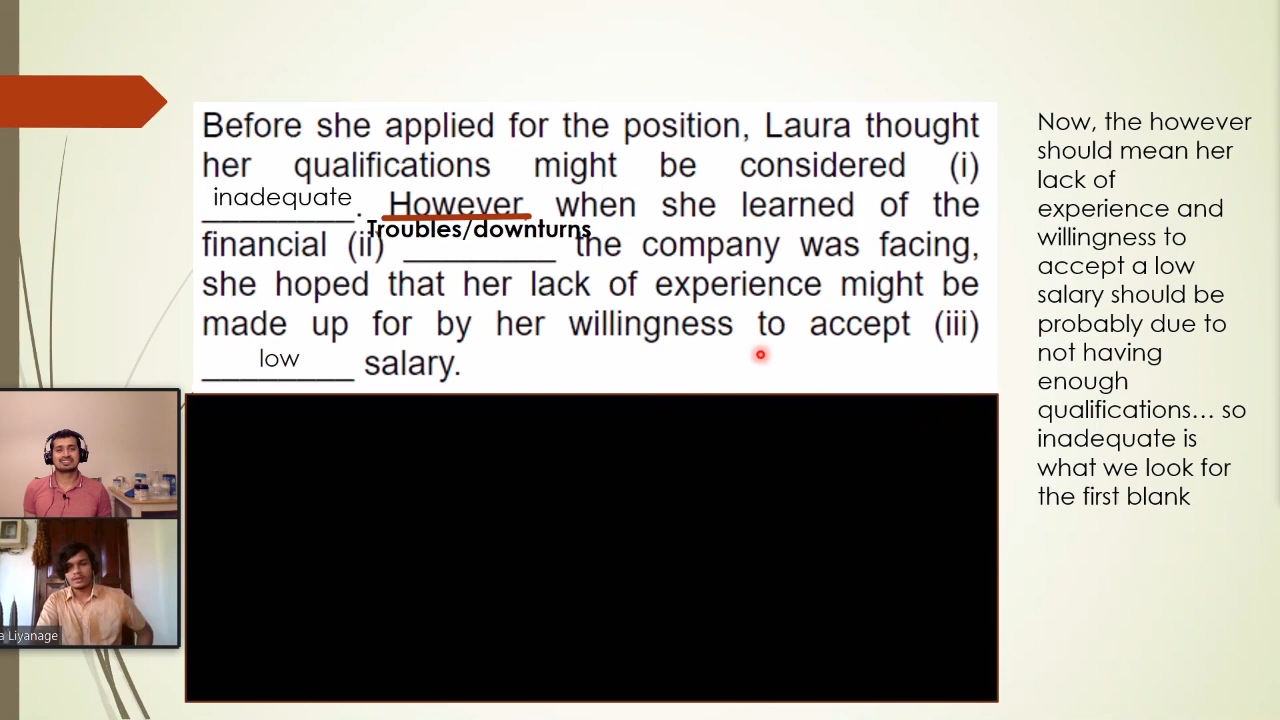 Before she applied for the position, Laura thought
her qualifications might be considered (i)
inadequate. However, when she learned of the
Troubles/downturns
financial (ii) ________ the company was facing,
she hoped that her lack of experience might be
made up for by her willingness to accept (iii)
low salary.
Now, the however
should mean her
lack of
experience and
willingness to
accept a low
salary should be
probably due to
not having
enough
qualifications... so
inadequate is
what we look for
the first blank
a Liyanage